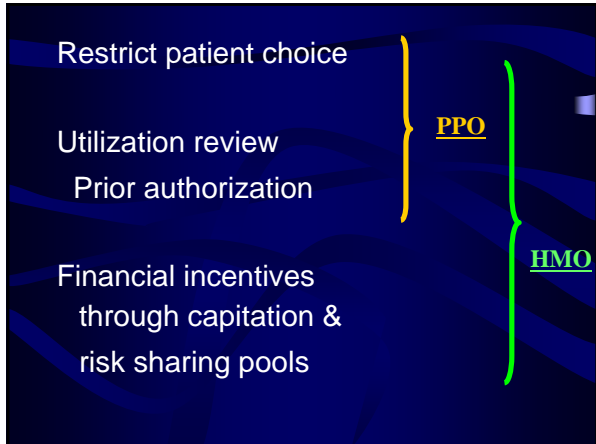 Restrict patient choice
PPO
Utilization review
Prior authorization
HMO
Financial incentives
through capitation &
risk sharing pools